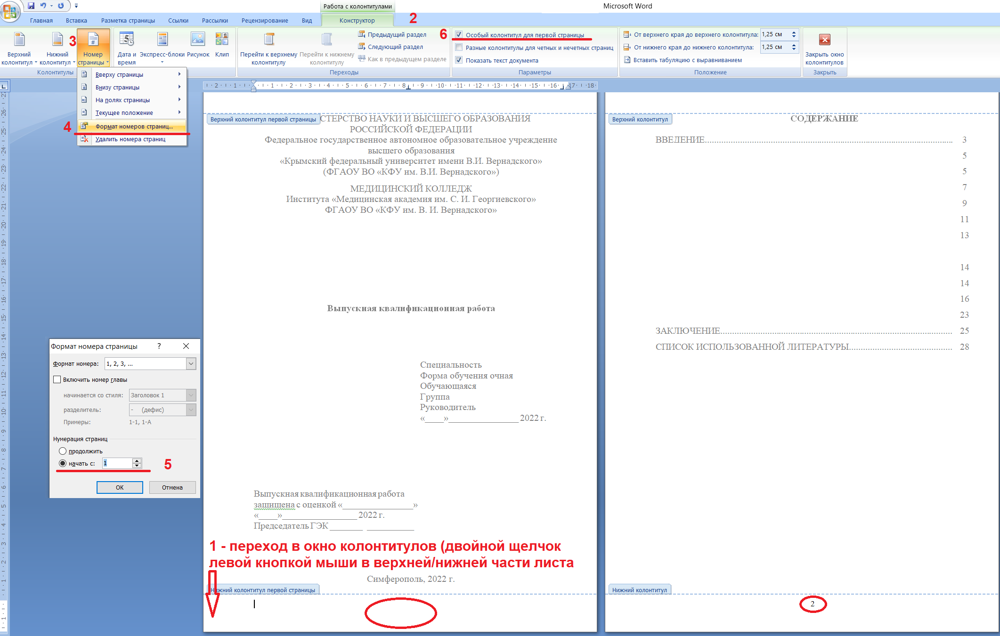 Работа с колонтитулами
Microsoft Word
Главная Вставка Разметка страницы Ссылки Рассылки Рецензирование Вид Конструктор 2
3
Верхний колонтитул
Нижний колонтитул
Номер страницы
Колонтитулы
Дата и время
Экспресс-блоки
Рисунок
Клип
Перейти к верхнему колонтитулу
Перейти к нижнему колонтитулу
Предыдущий раздел
Следующий раздел
Как в предыдущем разделе
Переходы
6
Особый колонтитул для первой страницы
Разные колонтитулы для четных и нечетных страниц
Показать текст документа
Параметры
От верхнего края до верхнего колонтитула: 1,25 см
От нижнего края до нижнего колонтитула: 1,25 см
Вставить табуляцию с выравниванием
Положение
Закрыть окно колонтитулов
Закрыть
Вверху страницы
Внизу страницы
На полях страницы
Текущее положение
4
Формат номеров страниц...
Удалить номера страниц
· 2 · 1 · 1 · 2 · 3 · 4 · 5 · 6 · 7 · 8 · 9 · 10 · 11 · 12 · 13 · 14 · 15 · 16 · 17 · 18 ·
Формат номера страницы ? 
Формат номера: 1, 2, 3, ...
Включить номер главы
начинается со стиля: Заголовок 1
разделитель: - (дефис)
Примеры: 1-1, 1-A
Нумерация страниц
продолжить
начать с: 1
5
ОК Отмена
Верхний колонтитул первой страницы
СТЕРСТВО НАУКИ И ВЫСШЕГО ОБРАЗОВАНИЯ
РОССИЙСКОЙ ФЕДЕРАЦИИ
Федеральное государственное автономное образовательное учреждение
высшего образования
«Крымский федеральный университет имени В.И. Вернадского»
(ФГАОУ ВО «КФУ им. В.И. Вернадского»)
МЕДИЦИНСКИЙ КОЛЛЕДЖ
Института «Медицинская академия им. С. И. Георгиевского»
ФГАОУ ВО «КФУ им. В. И. Вернадского»
Выпускная квалификационная работа
Специальность
Форма обучения очная
Обучающаяся
Группа
Руководитель
«____»_______________ 2022 г.
Выпускная квалификационная работа
защищена с оценкой «_______________»
«____»________________ 2022 г.
Председатель ГЭК _______ __________
1 - переход в окно колонтитулов (двойной щелчок
левой кнопкой мыши в верхней/нижней части листа
Симферополь, 2022 г.
Нижний колонтитул первой страницы
Верхний колонтитул
СОДЕРЖАНИЕ
ВВЕДЕНИЕ.......... 3
5
5
7
9
11
13
14
14
16
23
ЗАКЛЮЧЕНИЕ.......... 25
СПИСОК ИСПОЛЬЗОВАННОЙ ЛИТЕРАТУРЫ.......... 28
Нижний колонтитул
2